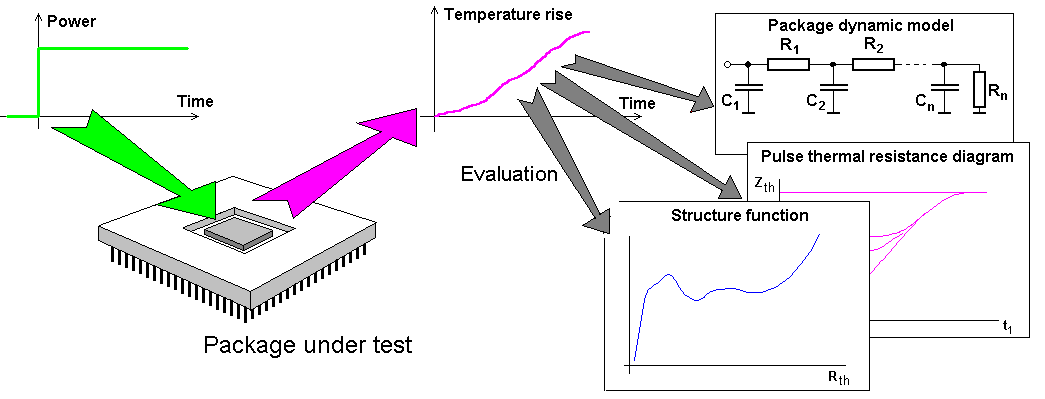 Power
Time
Temperature rise
Time
Package under test
Evaluation
Package dynamic model
R1
R2
C1
C2
Cn
Rn
Pulse thermal resistance diagram
Zth
t1
Structure function
Rth